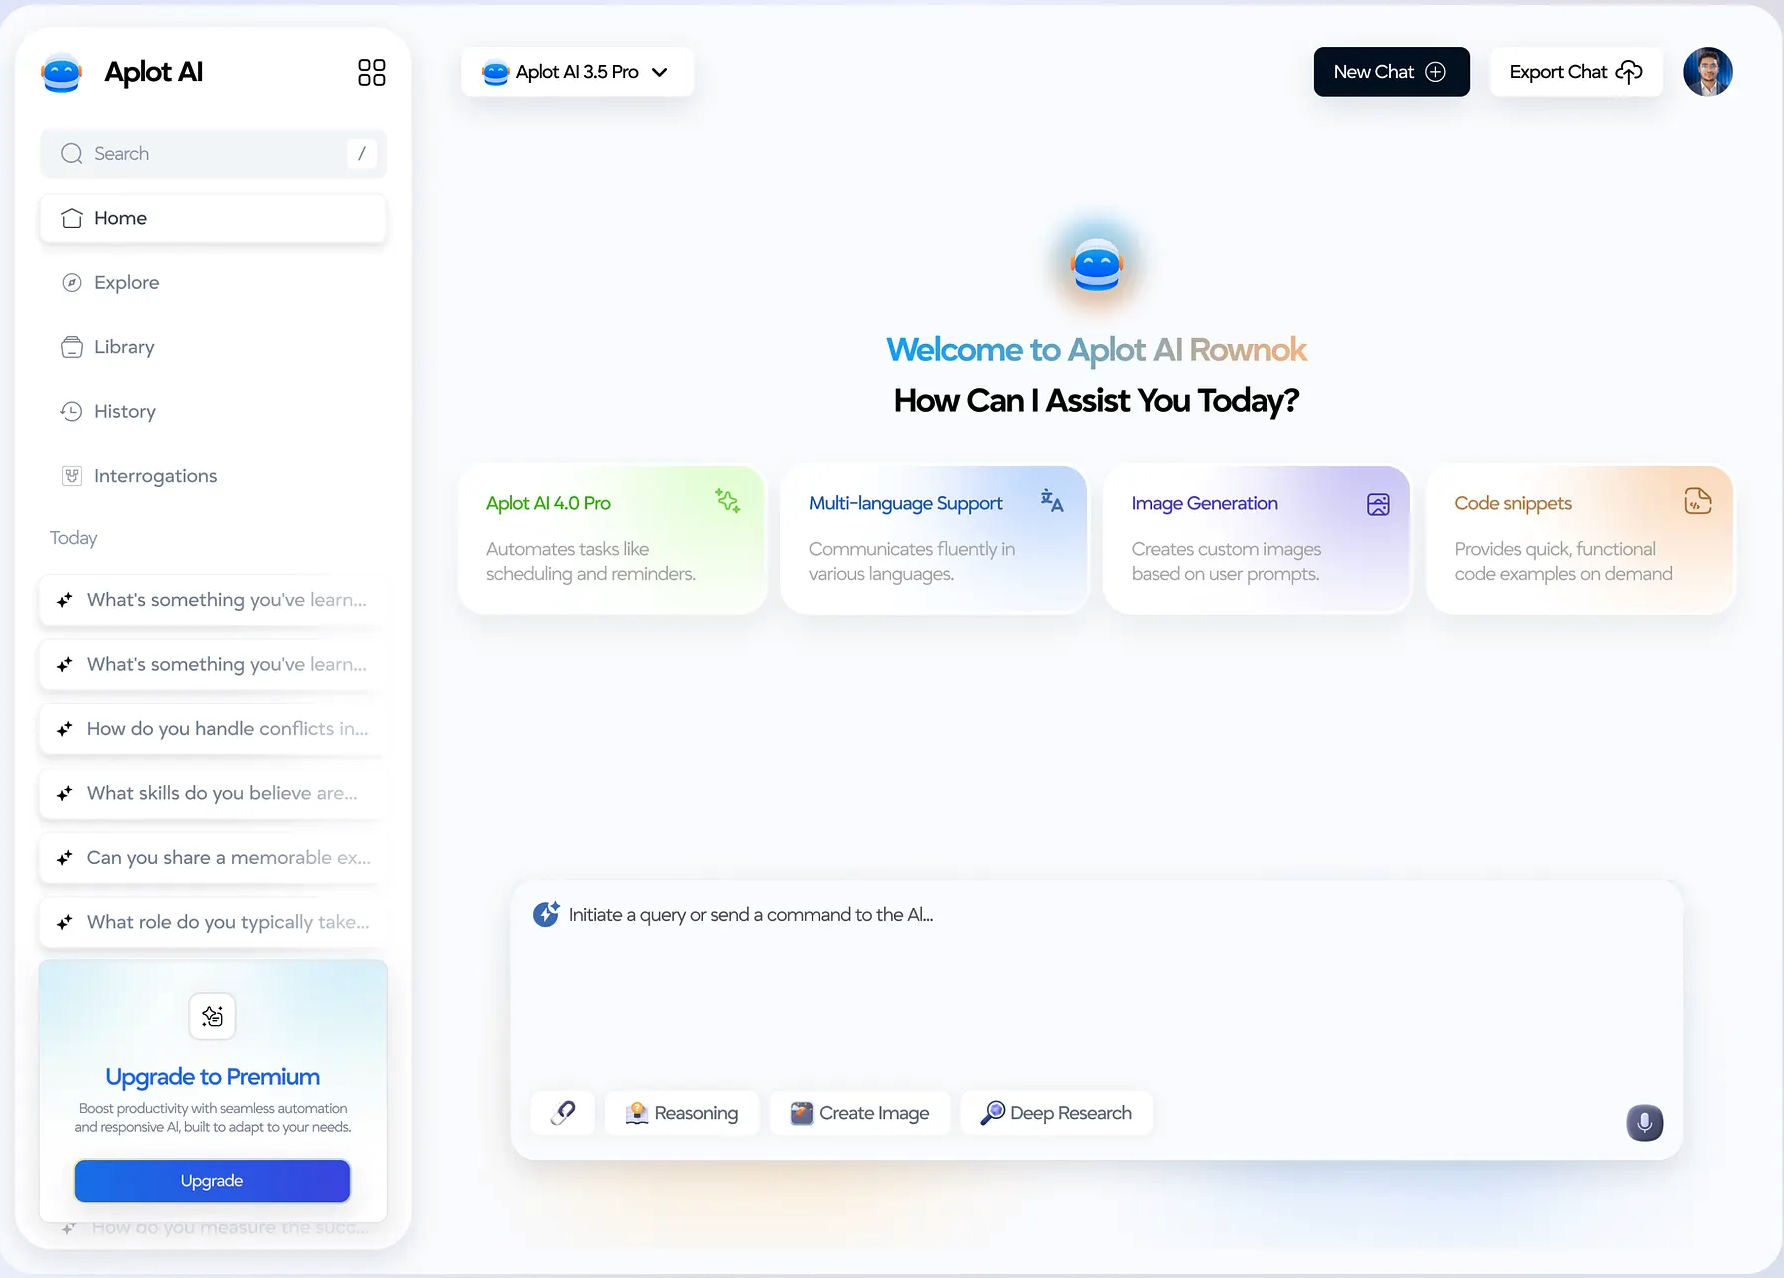 Aplot AI
Search
/
Home
Explore
Library
History
Interrogations
Today
What's something you've learn...
What's something you've learn...
How do you handle conflicts in...
What skills do you believe are...
Can you share a memorable ex...
What role do you typically take...
Upgrade to Premium
Boost productivity with seamless automation
and responsive AI, built to adapt to your needs.
Upgrade
How do you measure the succ...
Aplot AI 3.5 Pro
New Chat
Export Chat
Welcome to Aplot AI Rownok
How Can I Assist You Today?
Aplot AI 4.0 Pro
Automates tasks like
scheduling and reminders.
Multi-language Support
Communicates fluently in
various languages.
Image Generation
Creates custom images
based on user prompts.
Code snippets
Provides quick, functional
code examples on demand
Initiate a query or send a command to the AI...
Reasoning
Create Image
Deep Research